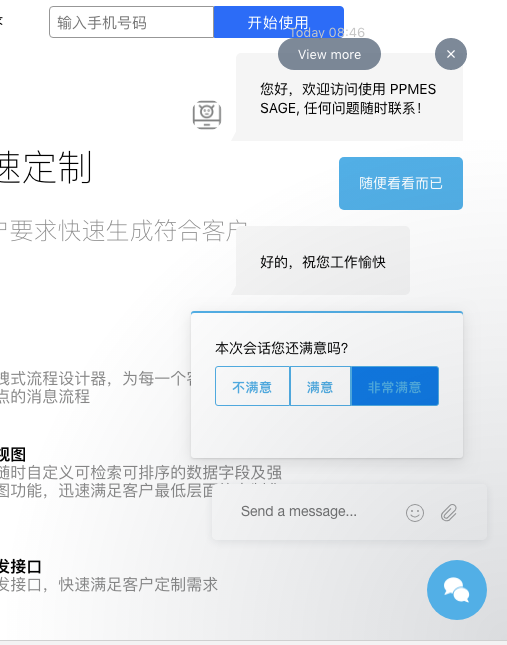 输入手机号码
开始使用
Today 08:46
View more
您好，欢迎访问使用 PPMES
SAGE, 任何问题随时联系！
速定制
随便看看而已
户要求快速生成符合客户
好的，祝您工作愉快
本次会话您还满意吗?
不满意 满意 非常满意
拽式流程设计器，为每一个客
点的消息流程
视图
随时自定义可检索可排序的数据字段及强
图功能，迅速满足客户最低层面
Send a message...
发接口
发接口，快速满足客户定制需求